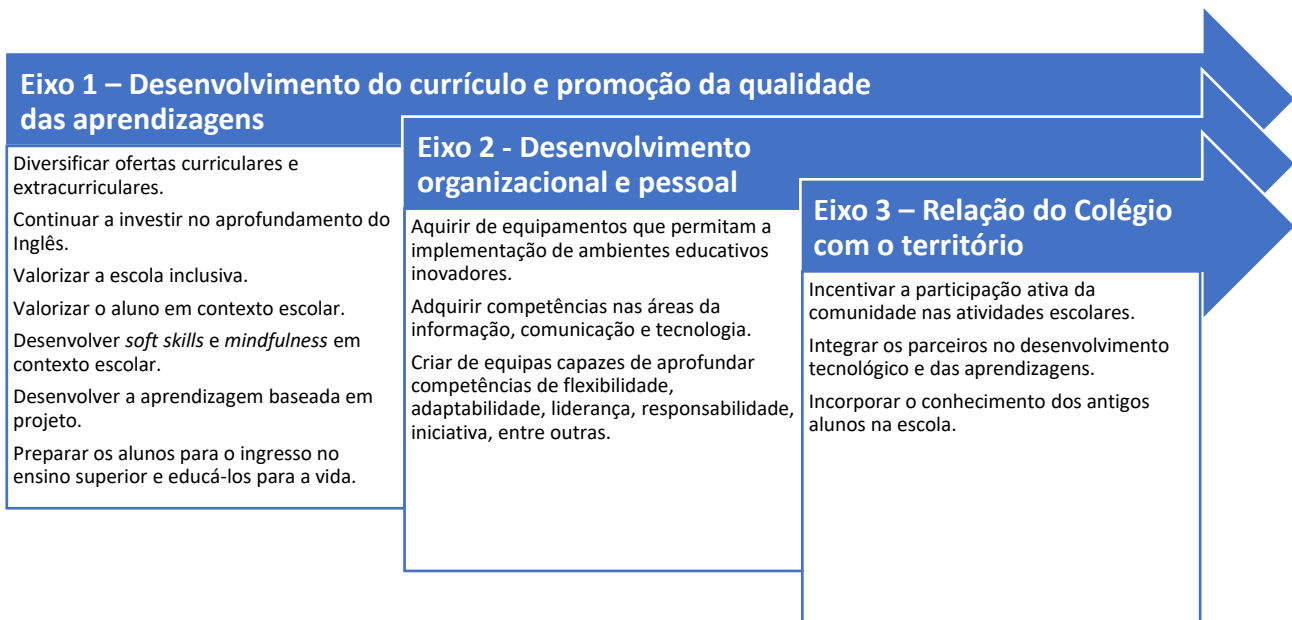 Eixo 1 – Desenvolvimento do currículo e promoção da qualidade
das aprendizagens
Diversificar ofertas curriculares e
extracurriculares.
Continuar a investir no aprofundamento do
Inglês.
Valorizar a escola inclusiva.
Valorizar o aluno em contexto escolar.
Desenvolver soft skills e mindfulness em
contexto escolar.
Desenvolver a aprendizagem baseada em
projeto.
Preparar os alunos para o ingresso no
ensino superior e educá-los para a vida.
Eixo 2 - Desenvolvimento
organizacional e pessoal
Aquirir de equipamentos que permitam a
implementação de ambientes educativos
inovadores.
Adquirir competências nas áreas da
informação, comunicação e tecnologia.
Criar de equipas capazes de aprofundar
competências de flexibilidade,
adaptabilidade, liderança, responsabilidade,
iniciativa, entre outras.
Eixo 3 – Relação do Colégio
com o território
Incentivar a participação ativa da
comunidade nas atividades escolares.
Integrar os parceiros no desenvolvimento
tecnológico e das aprendizagens.
Incorporar o conhecimento dos antigos
alunos na escola.